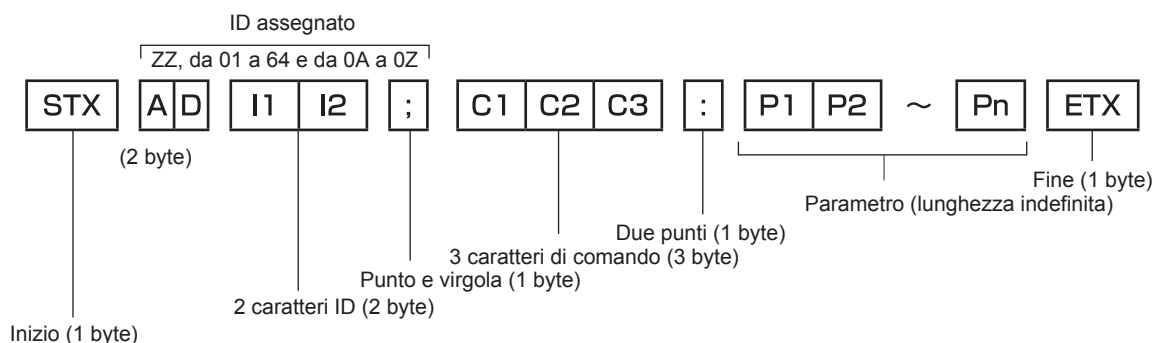 ID assegnato
ZZ, da 01 a 64 e da 0A a 0Z
STX A D I1 I2 ; C1 C2 C3 : P1 P2 ~ Pn ETX
(2 byte)
Fine (1 byte)
Parametro (lunghezza indefinita)
Due punti (1 byte)
3 caratteri di comando (3 byte)
Punto e virgola (1 byte)
2 caratteri ID (2 byte)
Inizio (1 byte)